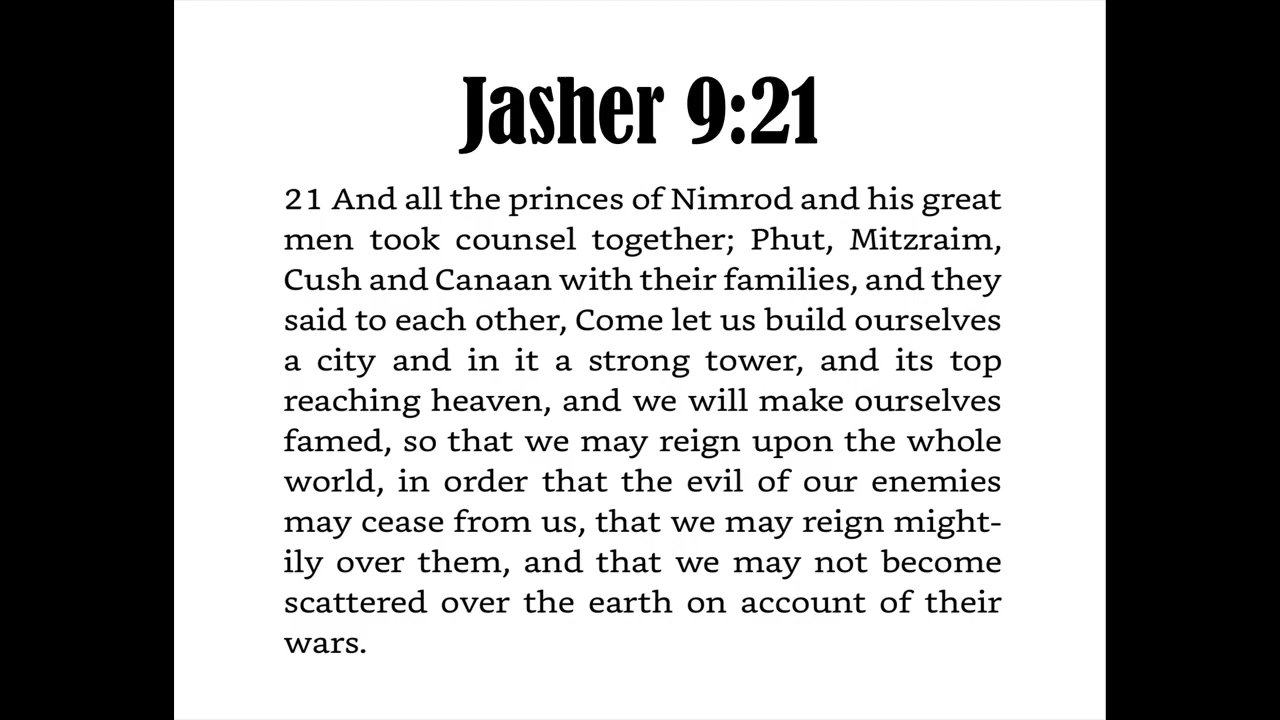 Jasher 9:21
21 And all the princes of Nimrod and his great
men took counsel together; Phut, Mitzraim,
Cush and Canaan with their families, and they
said to each other, Come let us build ourselves
a city and in it a strong tower, and its top
reaching heaven, and we will make ourselves
famed, so that we may reign upon the whole
world, in order that the evil of our enemies
may cease from us, that we may reign might-
ily over them, and that we may not become
scattered over the earth on account of their
wars.